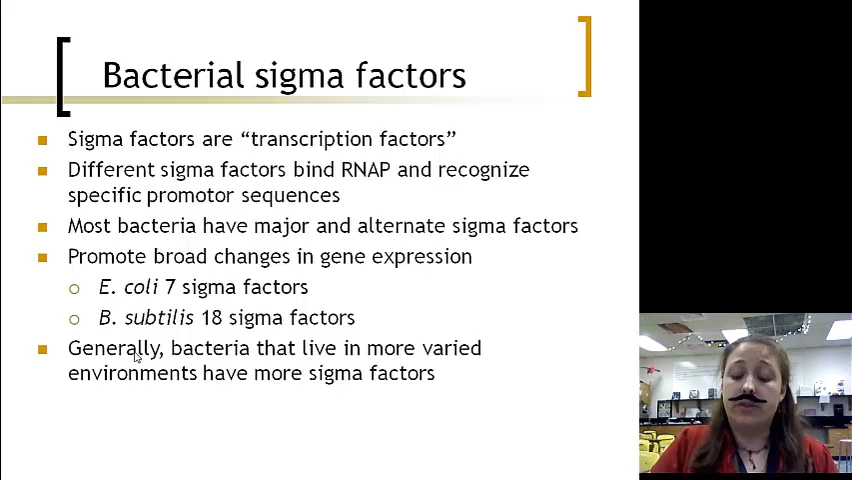 Bacterial sigma factors
Sigma factors are “transcription factors”
Different sigma factors bind RNAP and recognize
specific promotor sequences
Most bacteria have major and alternate sigma factors
Promote broad changes in gene expression
E. coli 7 sigma factors
B. subtilis 18 sigma factors
Generally, bacteria that live in more varied
environments have more sigma factors